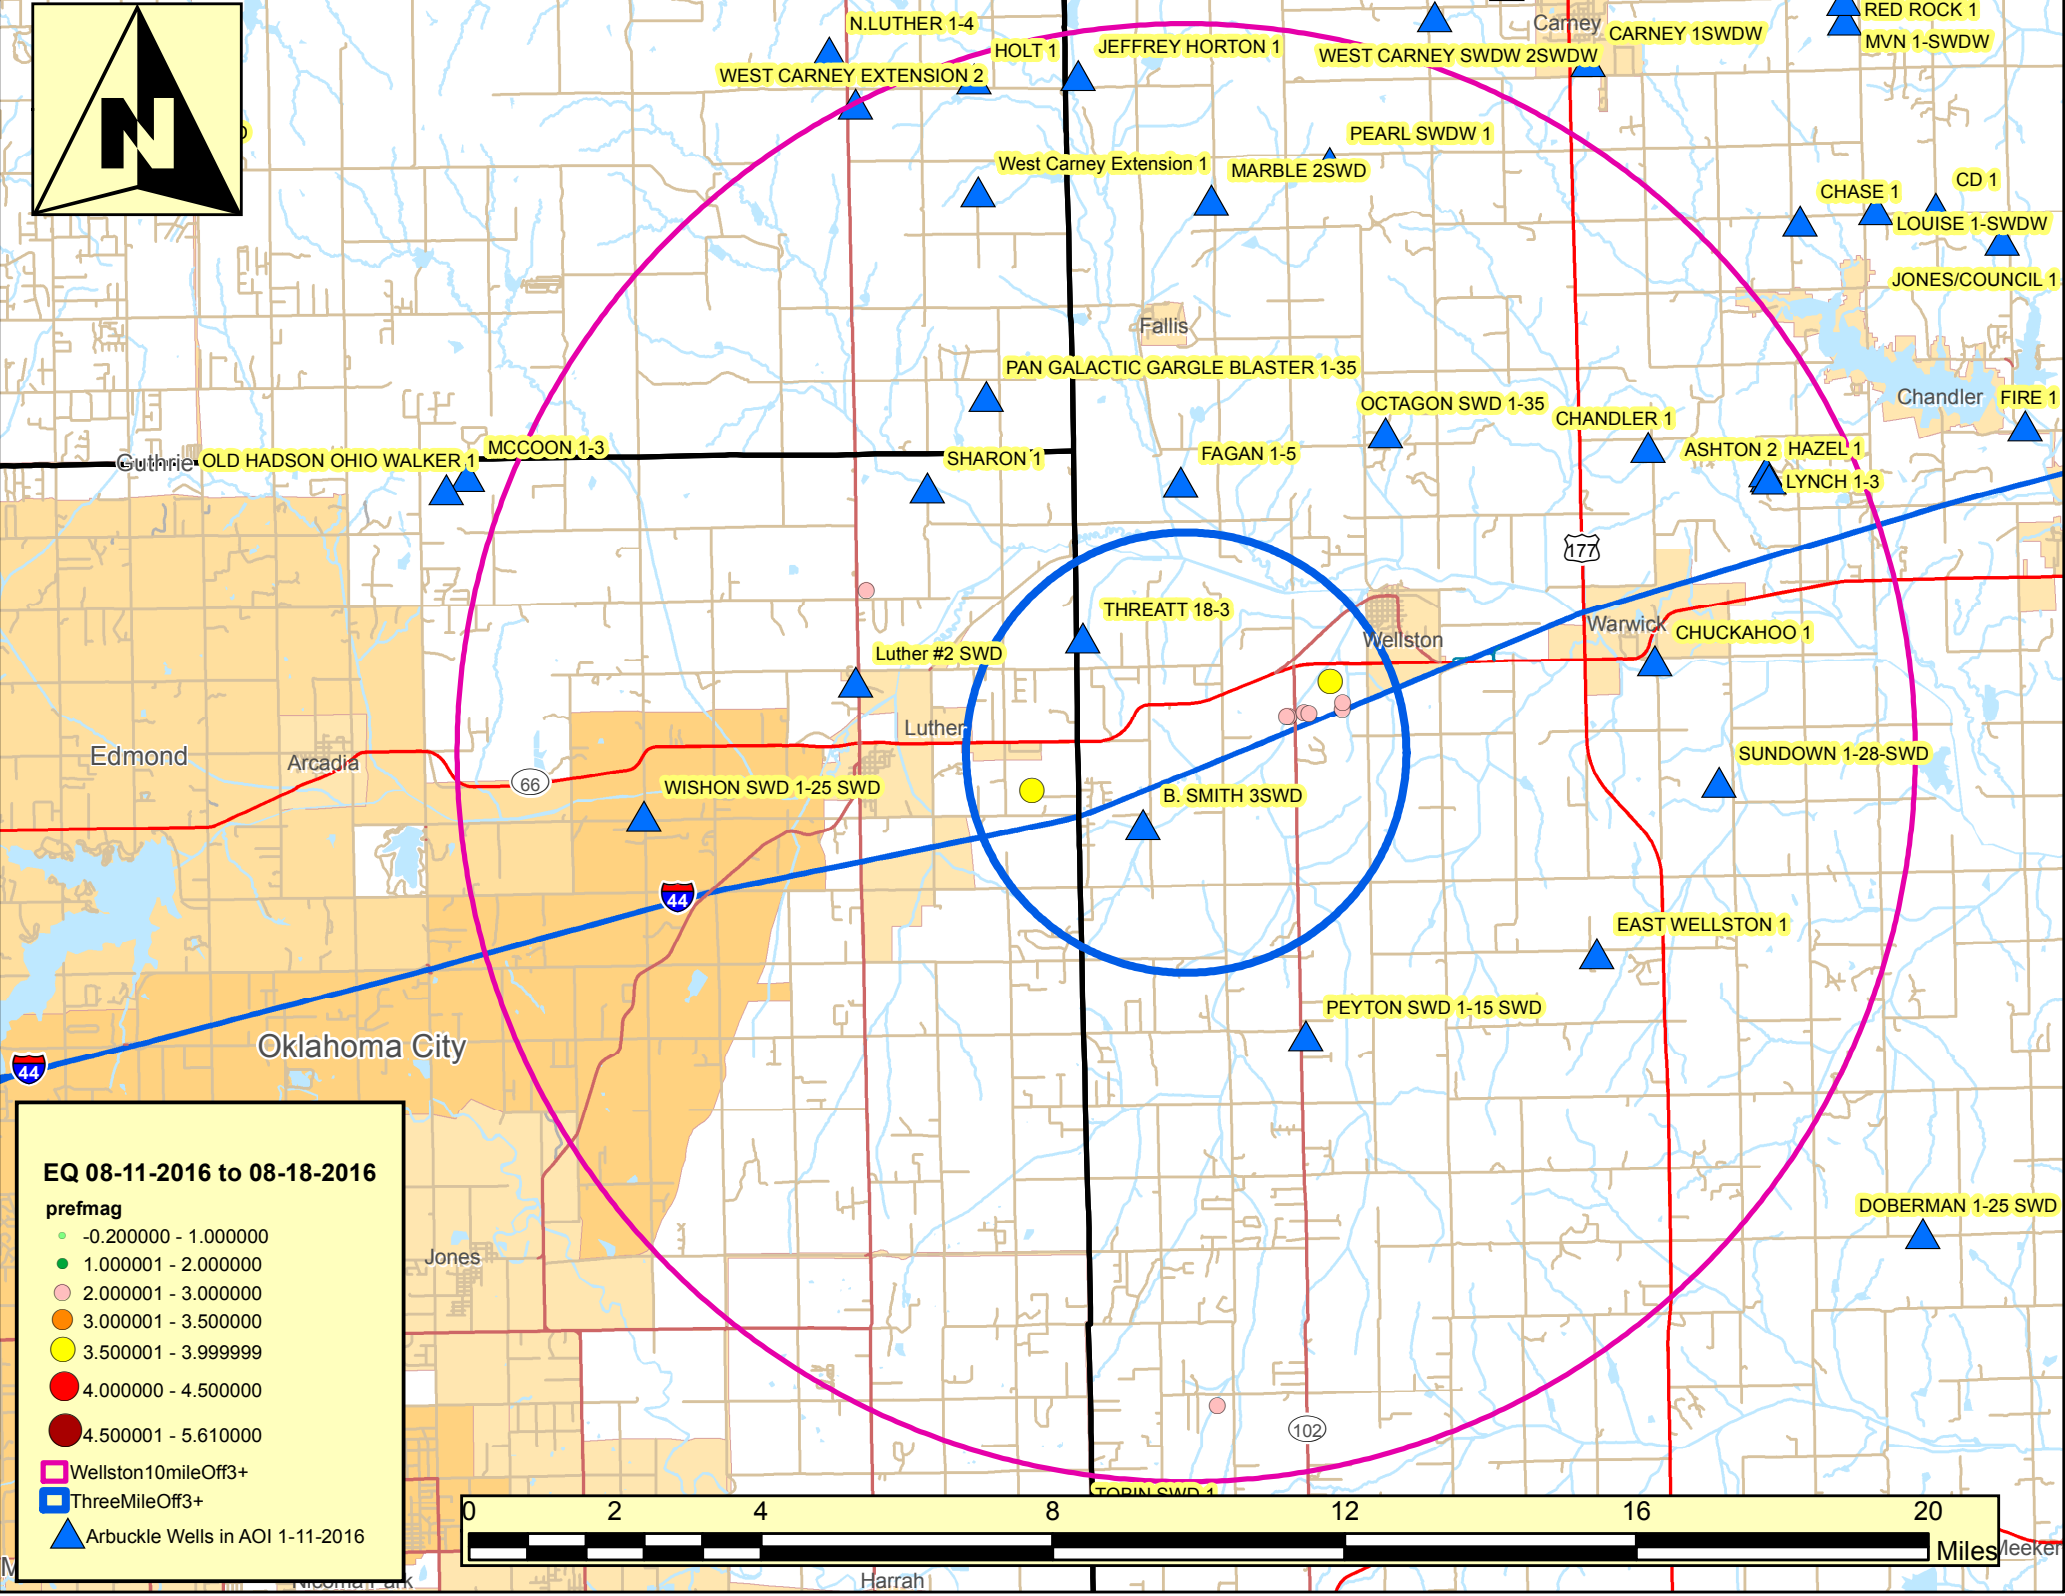 N
N.LUTHER 1-4
HOLT 1
JEFFREY HORTON 1
WEST CARNEY EXTENSION 2
WEST CARNEY SWDW 2SWDW
Carney
CARNEY 1SWDW
RED ROCK 1
MVN 1-SWDW
PEARL SWDW 1
West Carney Extension 1
MARBLE 2SWD
CHASE 1
CD 1
LOUISE 1-SWDW
JONES/COUNCIL 1
Fallis
PAN GALACTIC GARGLE BLASTER 1-35
OCTAGON SWD 1-35
CHANDLER 1
Chandler
FIRE 1
Guthrie
OLD HADSON OHIO WALKER 1
MCCOON 1-3
SHARON 1
FAGAN 1-5
ASHTON 2
HAZEL 1
LYNCH 1-3
177
THREATT 18-3
Wellston
Warwick
CHUCKAHOO 1
Luther #2 SWD
Luther
Edmond
Arcadia
66
WISHON SWD 1-25 SWD
B. SMITH 3SWD
SUNDOWN 1-28-SWD
44
EAST WELLSTON 1
PEYTON SWD 1-15 SWD
Oklahoma City
44
DOBERMAN 1-25 SWD
Jones
102
TOBIN SWD 1
EQ 08-11-2016 to 08-18-2016
prefmag
-0.200000 - 1.000000
1.000001 - 2.000000
2.000001 - 3.000000
3.000001 - 3.500000
3.500001 - 3.999999
4.000000 - 4.500000
4.500001 - 5.610000
Wellston10mileOff3+
ThreeMileOff3+
Arbuckle Wells in AOI 1-11-2016
0 2 4 8 12 16 20
Miles
Meeker
Nicoma Park
Harrah